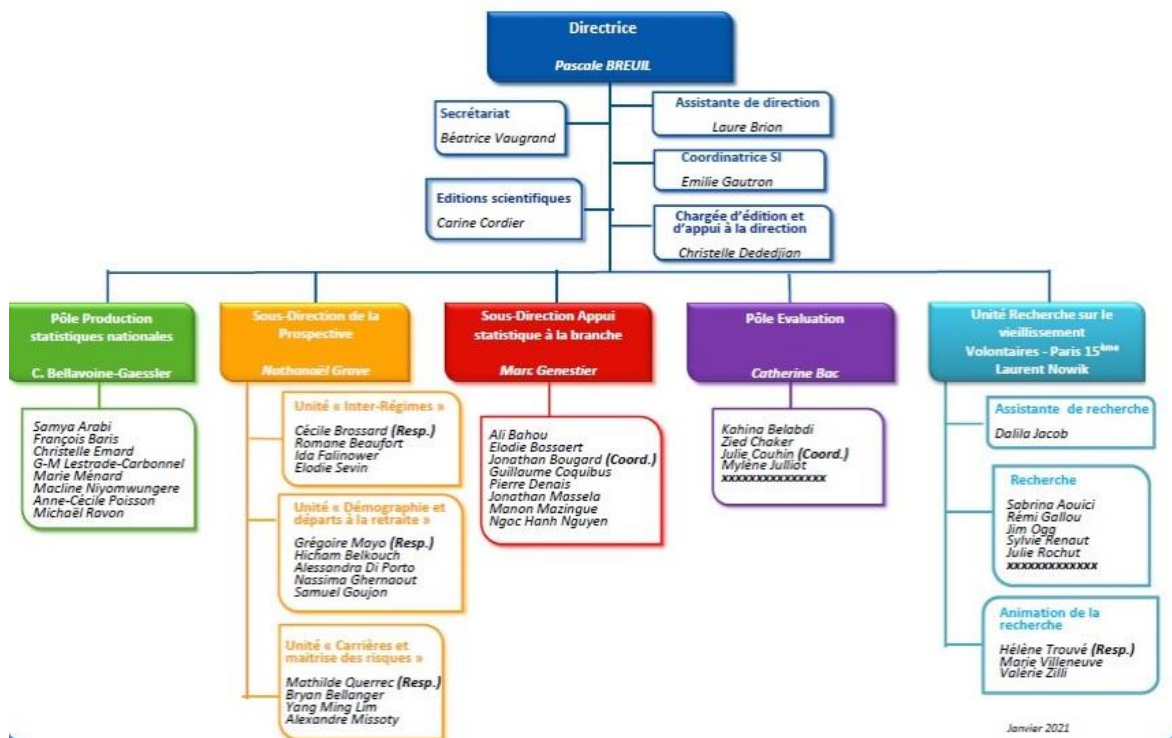 Directrice
Pascale BREUIL
Secrétariat
Béatrice Vaugrand
Assistante de direction
Laure Brion
Coordinatrice SI
Emilie Gautron
Editions scientifiques
Carine Cordier
Chargée d'édition et
d'appui à la direction
Christelle Dededjian
Pôle Production
statistiques nationales
C. Bellavoine-Gaessler
Samya Arabi
François Baris
Christelle Emard
G-M Lestrade-Carbonnel
Marie Ménard
Macline Niyomwungere
Anne-Cécile Poisson
Michaël Ravon
Sous-Direction de la
Prospective
Nathanaël Grave
Unité « Inter-Régimes »
Cécile Brossard (Resp.)
Romane Beaufort
Ida Falinower
Elodie Sevin
Unité « Démographie et
départs à la retraite »
Grégoire Mayo (Resp.)
Hicham Belkouch
Alessandra Di Porto
Nassima Ghernaout
Samuel Goujon
Unité « Carrières et
maitrise des risques »
Mathilde Querrec (Resp.)
Bryan Bellanger
Yang Ming Lim
Alexandre Missoty
Sous-Direction Appui
statistique à la branche
Marc Genestier
Ali Bahou
Elodie Bossaert
Jonathan Bougard (Coord.)
Guillaume Coquibus
Pierre Denais
Jonathan Massela
Manon Mazingue
Ngoc Hanh Nguyen
Pôle Evaluation
Catherine Bac
Kahina Belabdi
Zied Chaker
Julie Couhin (Coord.)
Mylène Julliot
xxxxxxxxxxxxxxx
Unité Recherche sur le
vieillissement
Volontaires - Paris 15ème
Laurent Nowik
Assistante de recherche
Dalila Jacob
Recherche
Sabrina Aouici
Rémi Gallou
Jim Ogg
Sylvie Renaut
Julie Rochut
xxxxxxxxxxxxx
Animation de la
recherche
Hélène Trouvé (Resp.)
Marie Villeneuve
Valérie Zilli
Janvier 2021